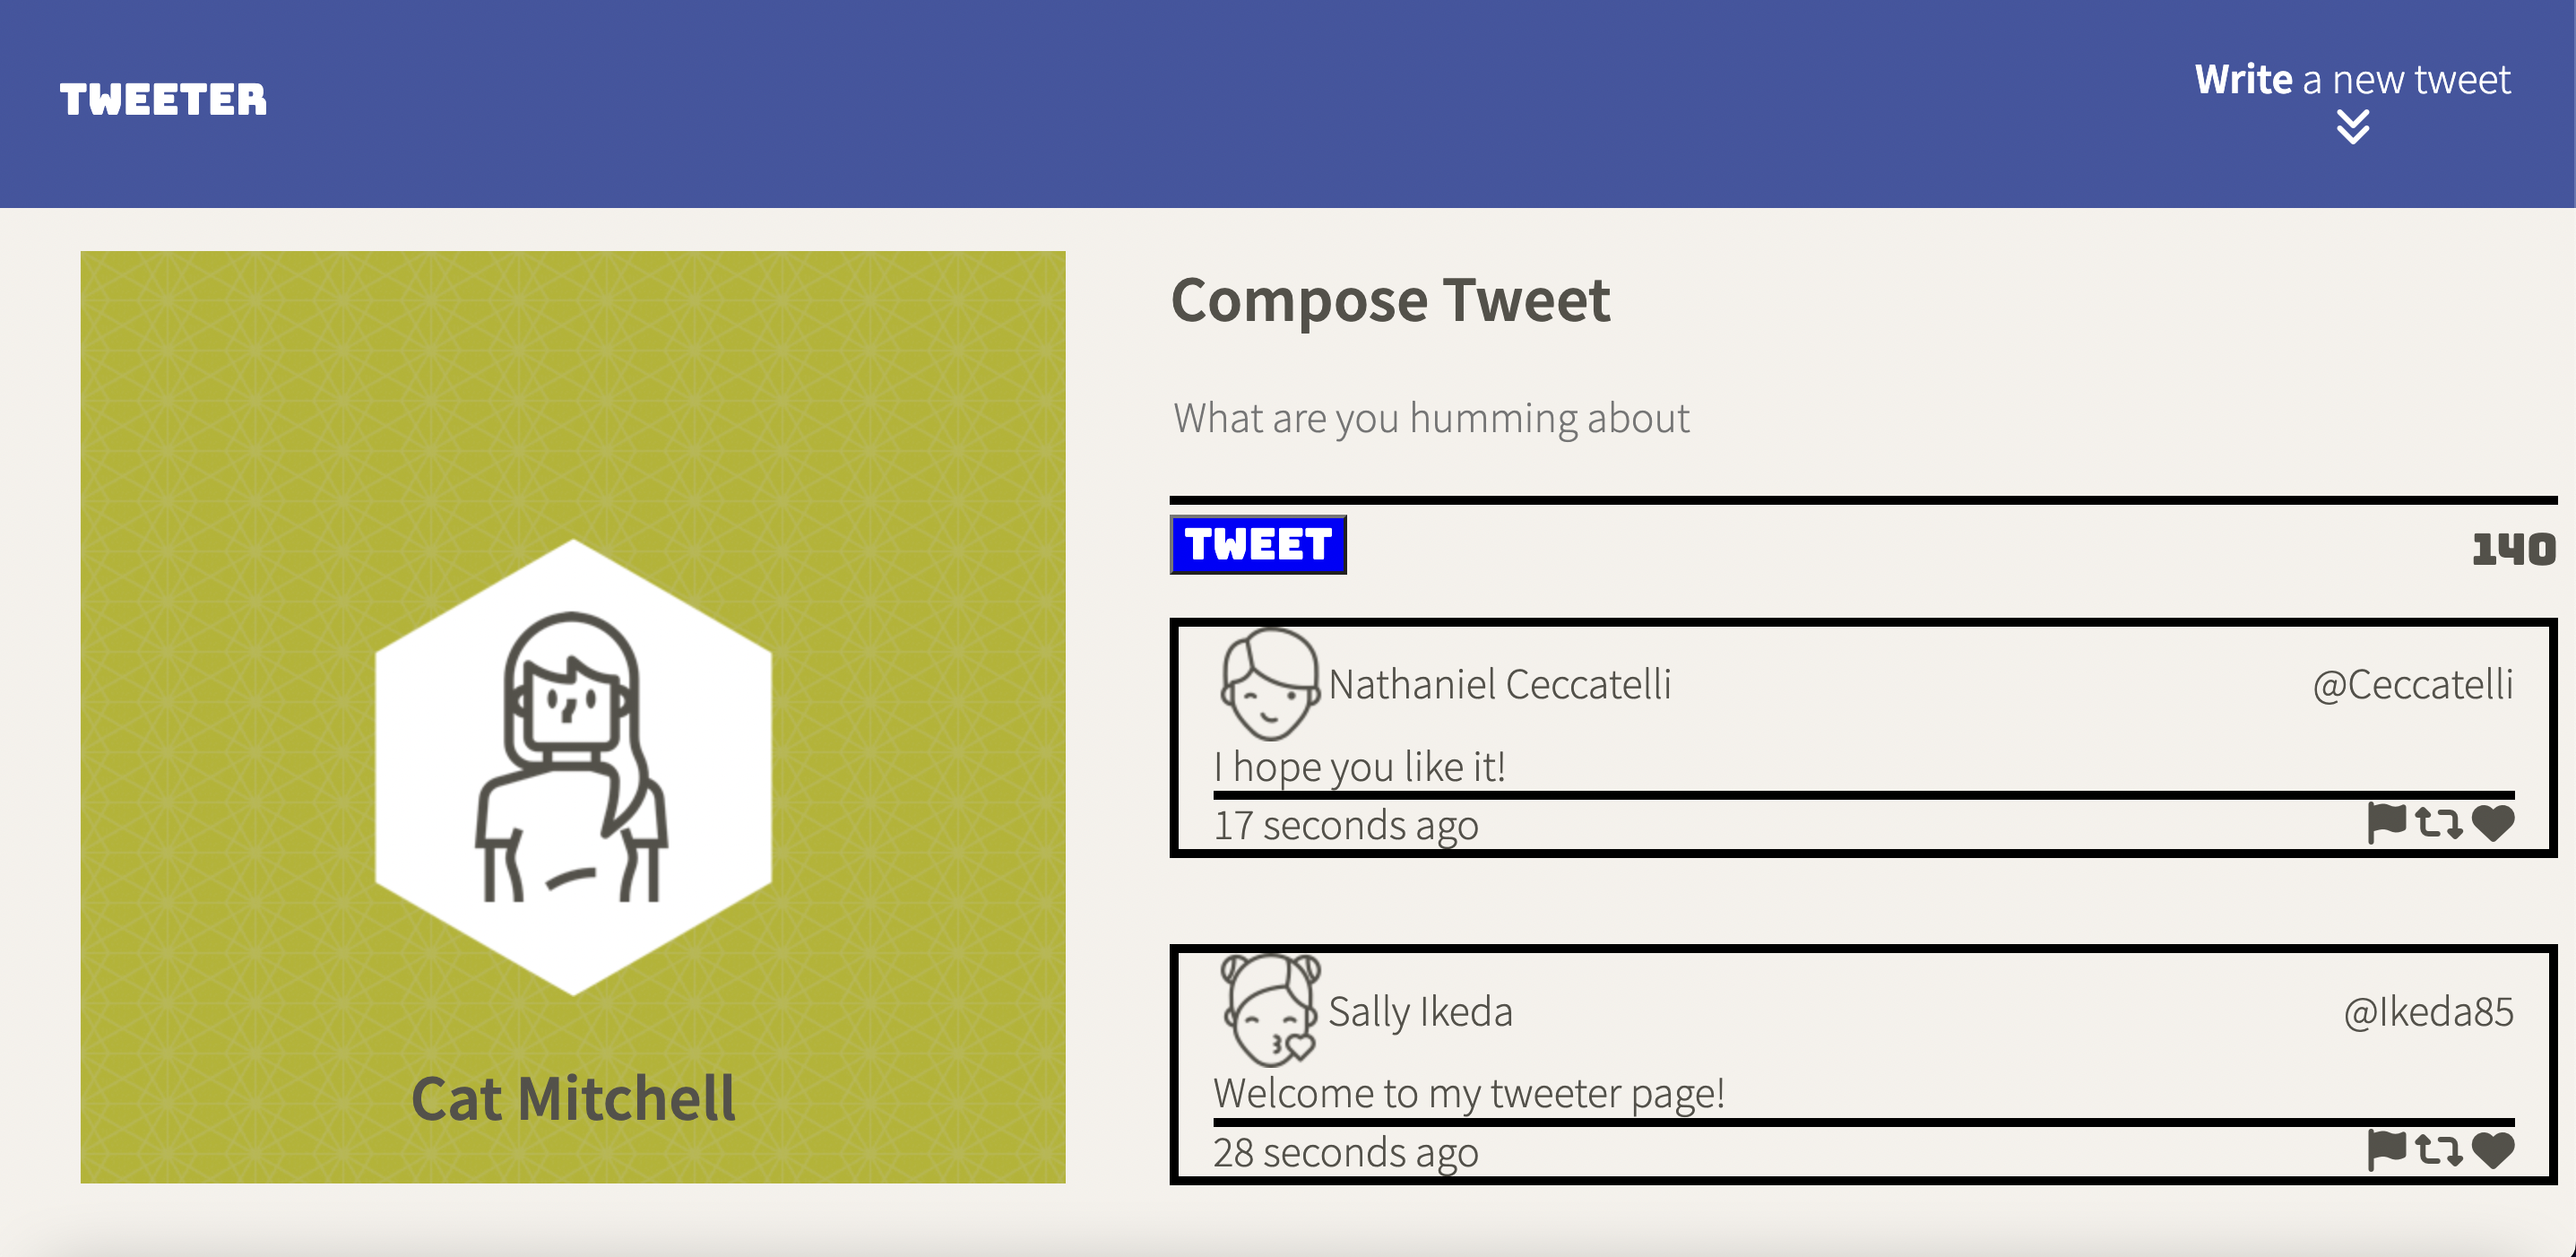 TWEETER
Write a new tweet
Cat Mitchell
Compose Tweet
What are you humming about
TWEET
140
Nathaniel Ceccatelli
@Ceccatelli
I hope you like it!
17 seconds ago
Sally Ikeda
@Ikeda85
Welcome to my tweeter page!
28 seconds ago